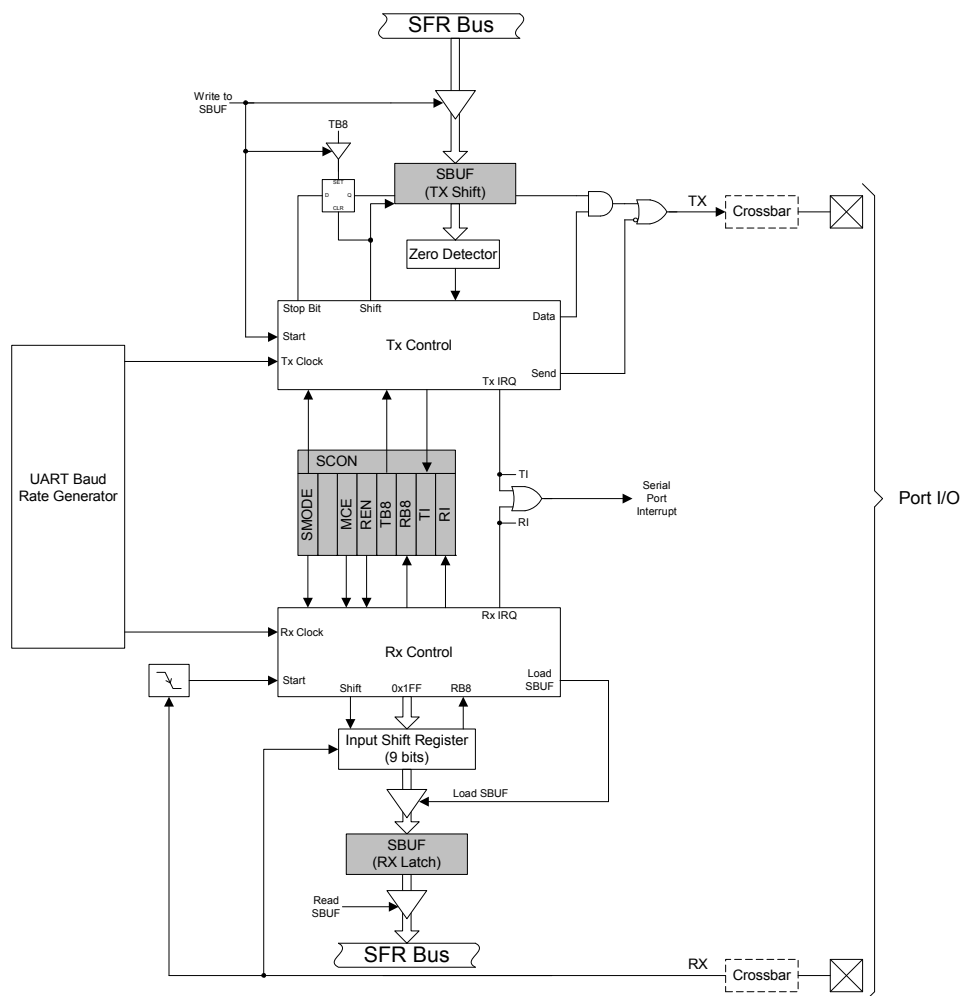 SFR Bus
Write to
SBUF
TB8
SET
D
Q
CLR
SBUF
(TX Shift)
TX
Crossbar
Zero Detector
Stop Bit
Shift
Data
Start
Tx Control
Tx Clock
Send
Tx IRQ
UART Baud
Rate Generator
SCON
SMODE
MCE
REN
TB8
RB8
TI
RI
TI
Serial
Port
Interrupt
RI
Port I/O
Rx IRQ
Rx Clock
Rx Control
Start
Load
SBUF
Shift
0x1FF
RB8
Input Shift Register
(9 bits)
Load SBUF
SBUF
(RX Latch)
Read
SBUF
SFR Bus
RX
Crossbar